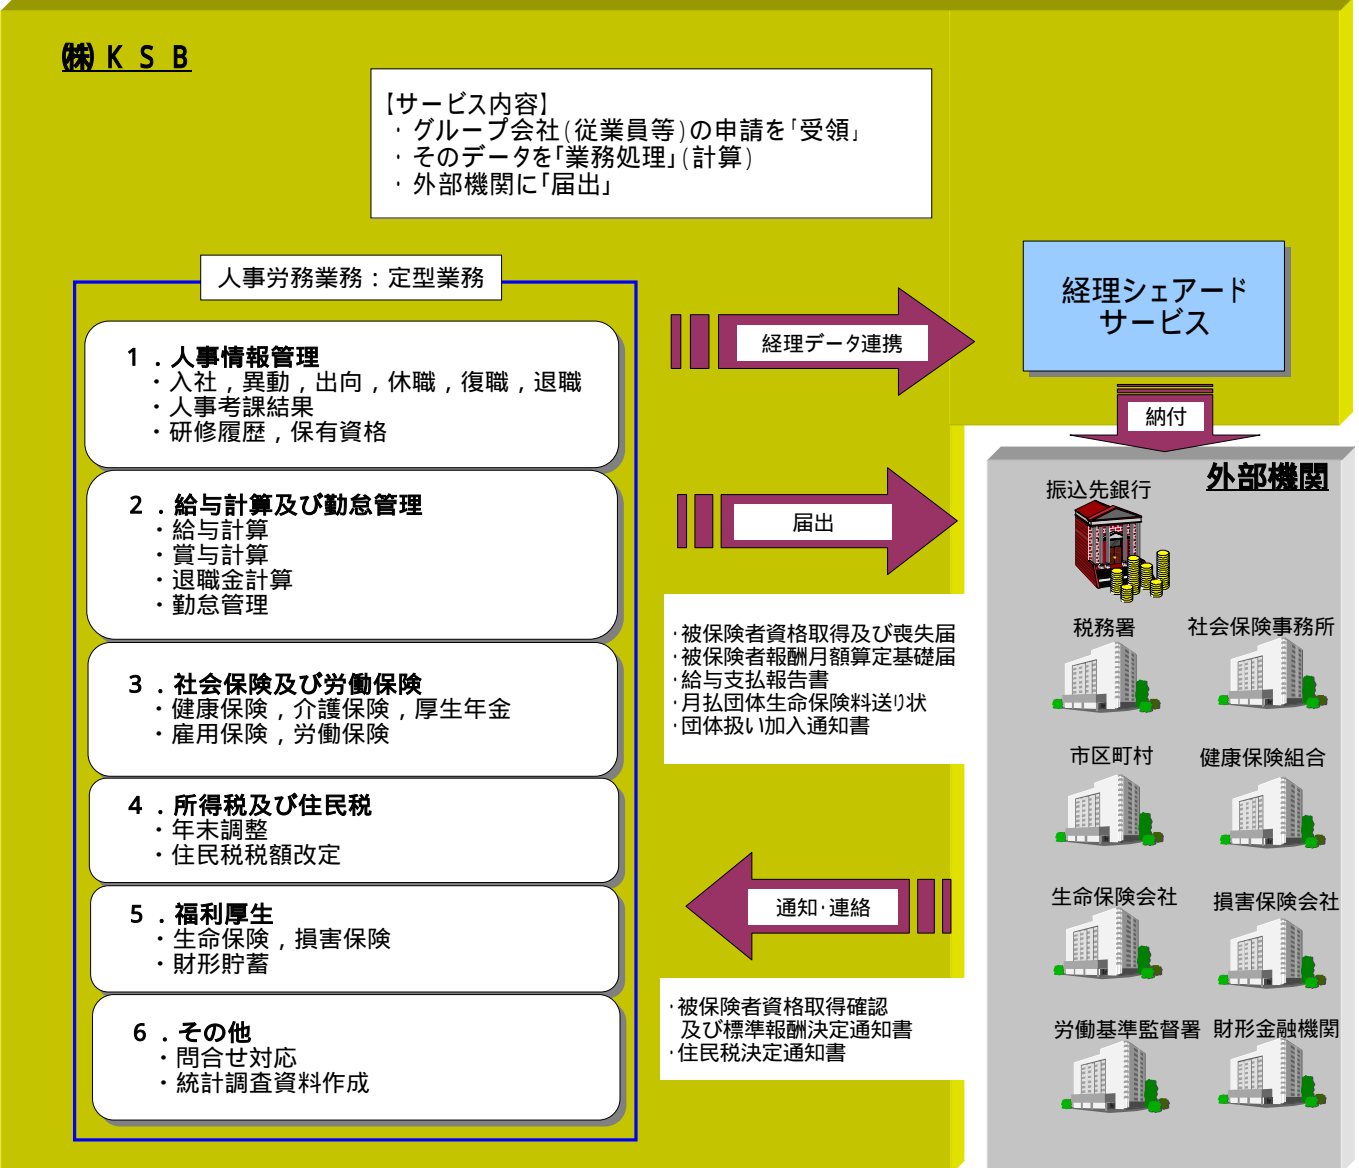 ㈱ＫＳＢ
【サービス内容】
・グループ会社(従業員等)の申請を「受領」
・そのデータを「業務処理」(計算)
・外部機関に「届出」
人事労務業務：定型業務
１．人事情報管理
・入社，異動，出向，休職，復職，退職
・人事考課結果
・研修履歴，保有資格
２．給与計算及び勤怠管理
・給与計算
・賞与計算
・退職金計算
・勤怠管理
３．社会保険及び労働保険
・健康保険，介護保険，厚生年金
・雇用保険，労働保険
４．所得税及び住民税
・年末調整
・住民税税額改定
５．福利厚生
・生命保険，損害保険
・財形貯蓄
６．その他
・問合せ対応
・統計調査資料作成
経理データ連携
経理シェアード
サービス
納付
届出
・被保険者資格取得及び喪失届
・被保険者報酬月額算定基礎届
・給与支払報告書
・月払団体生命保険料送り状
・団体扱い加入通知書
通知・連絡
・被保険者資格取得確認
及び標準報酬決定通知書
・住民税決定通知書
外部機関
振込先銀行
税務署
社会保険事務所
市区町村
健康保険組合
生命保険会社
損害保険会社
労働基準監督署
財形金融機関